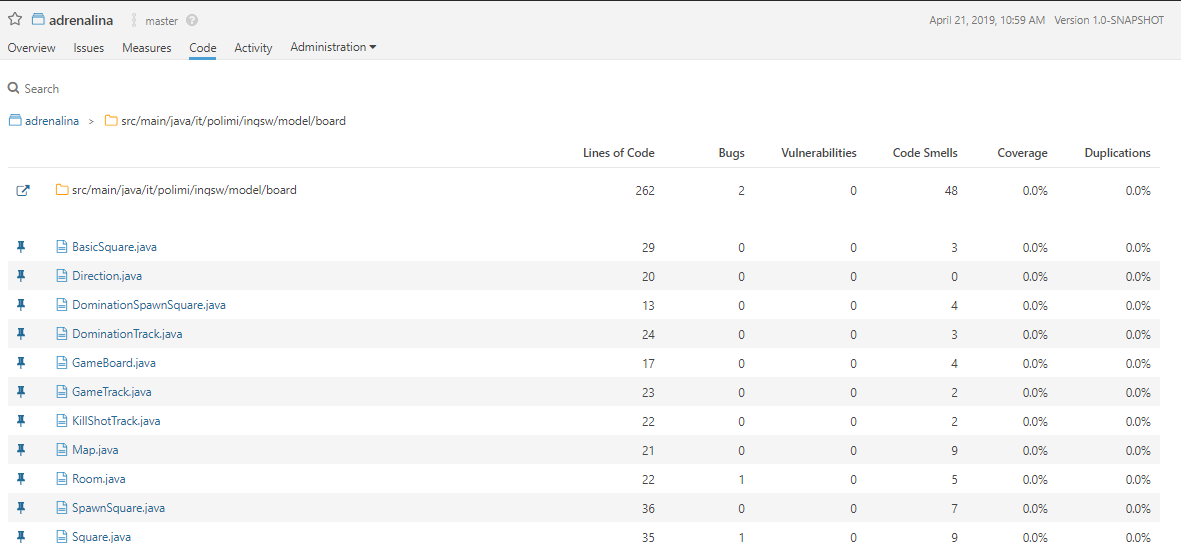 adrenalina master ? April 21, 2019, 10:59 AM Version 1.0-SNAPSHOT
Overview Issues Measures Code Activity Administration
Search
adrenalina > src/main/java/it/polimi/ingsw/model/board
Lines of Code Bugs Vulnerabilities Code Smells Coverage Duplications
src/main/java/it/polimi/ingsw/model/board 262 2 0 48 0.0% 0.0%
BasicSquare.java 29 0 0 3 0.0% 0.0%
Direction.java 20 0 0 0 0.0% 0.0%
DominationSpawnSquare.java 13 0 0 4 0.0% 0.0%
DominationTrack.java 24 0 0 3 0.0% 0.0%
GameBoard.java 17 0 0 4 0.0% 0.0%
GameTrack.java 23 0 0 2 0.0% 0.0%
KillShotTrack.java 22 0 0 2 0.0% 0.0%
Map.java 21 0 0 9 0.0% 0.0%
Room.java 22 1 0 5 0.0% 0.0%
SpawnSquare.java 36 0 0 7 0.0% 0.0%
Square.java 35 1 0 9 0.0% 0.0%